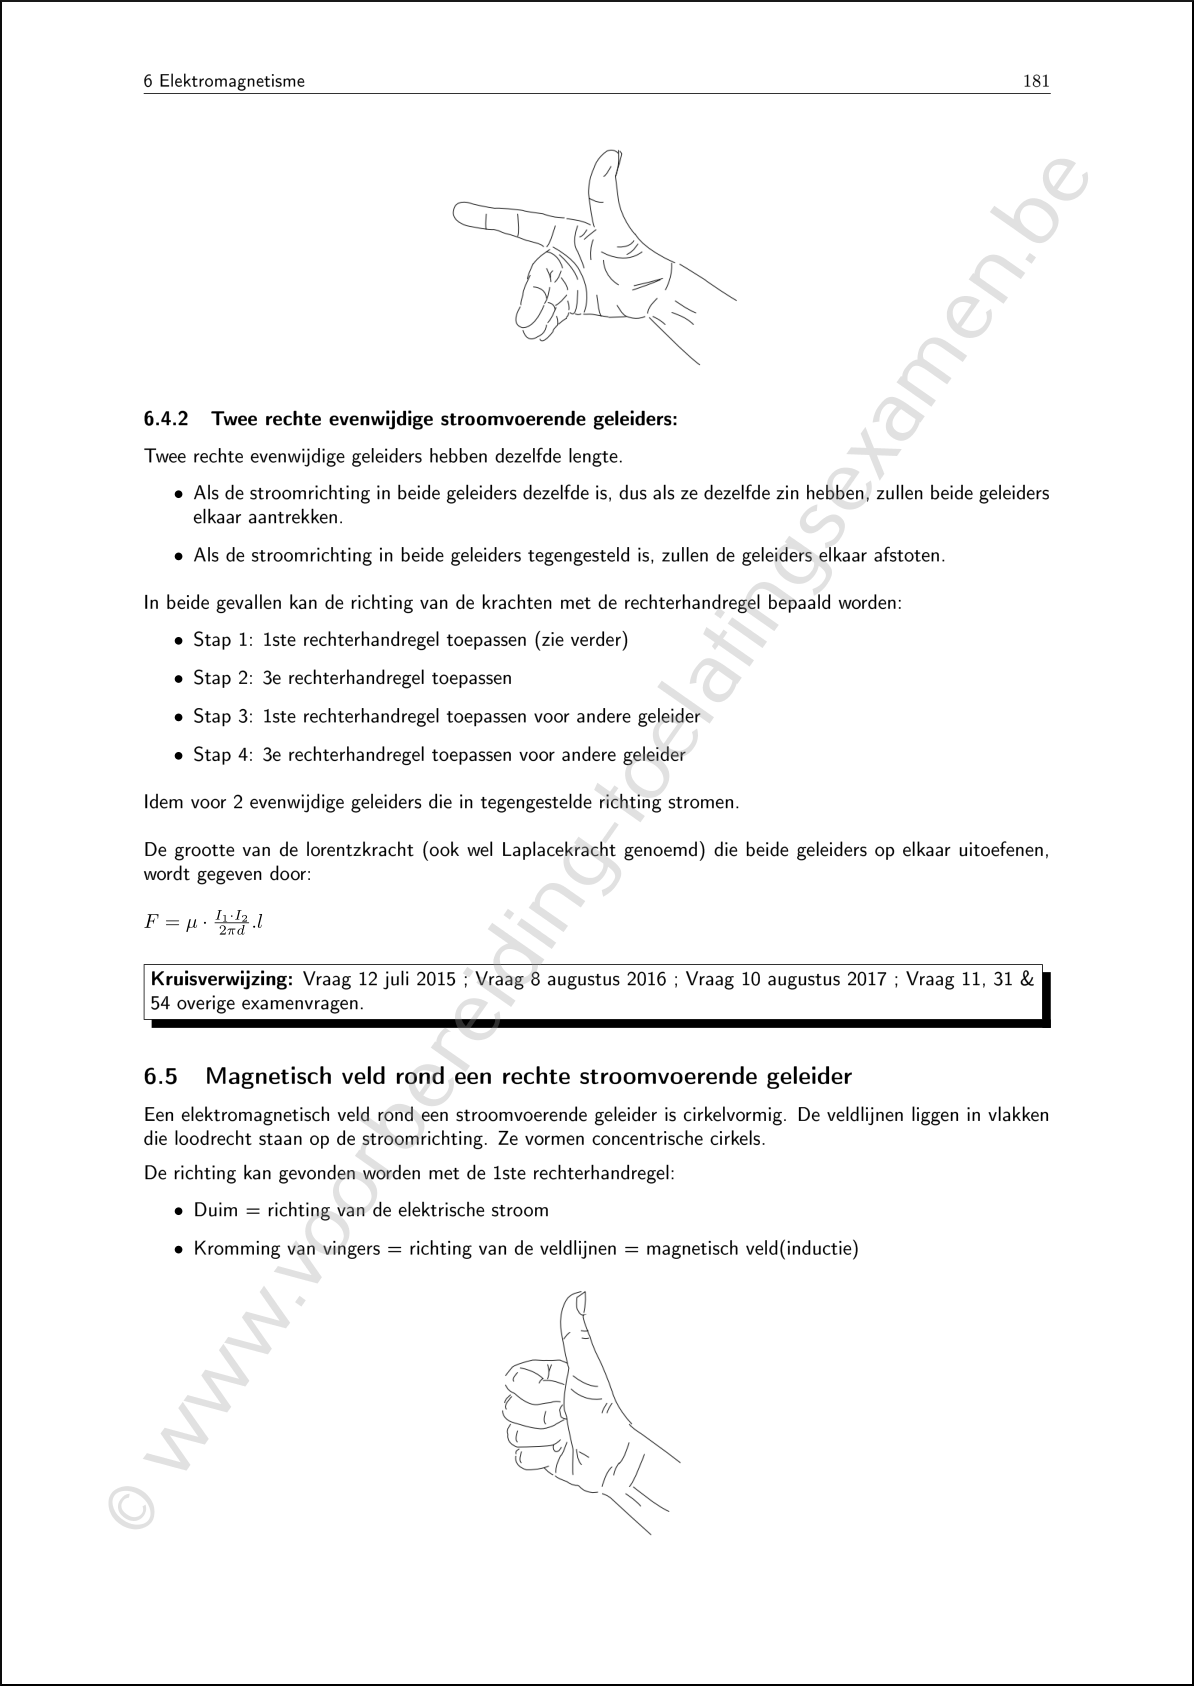 6 Elektromagnetisme 181
6.4.2 Twee rechte evenwijdige stroomvoerende geleiders:
Twee rechte evenwijdige geleiders hebben dezelfde lengte.
• Als de stroomrichting in beide geleiders dezelfde is, dus als ze dezelfde zin hebben, zullen beide geleiders
elkaar aantrekken.
• Als de stroomrichting in beide geleiders tegengesteld is, zullen de geleiders elkaar afstoten.
In beide gevallen kan de richting van de krachten met de rechterhandregel bepaald worden:
• Stap 1: 1ste rechterhandregel toepassen (zie verder)
• Stap 2: 3e rechterhandregel toepassen
• Stap 3: 1ste rechterhandregel toepassen voor andere geleider
• Stap 4: 3e rechterhandregel toepassen voor andere geleider
Idem voor 2 evenwijdige geleiders die in tegengestelde richting stromen.
De grootte van de lorentzkracht (ook wel Laplacekracht genoemd) die beide geleiders op elkaar uitoefenen,
wordt gegeven door:
F = μ · \frac{I_1·I_2}{2πd}.l
Kruisverwijzing: Vraag 12 juli 2015 ; Vraag 8 augustus 2016 ; Vraag 10 augustus 2017 ; Vraag 11, 31 &
54 overige examenvragen.
6.5 Magnetisch veld rond een rechte stroomvoerende geleider
Een elektromagnetisch veld rond een stroomvoerende geleider is cirkelvormig. De veldlijnen liggen in vlakken
die loodrecht staan op de stroomrichting. Ze vormen concentrische cirkels.
De richting kan gevonden worden met de 1ste rechterhandregel:
• Duim = richting van de elektrische stroom
• Kromming van vingers = richting van de veldlijnen = magnetisch veld(inductie)
© www.voorbereiding-toelatingsexamen.be